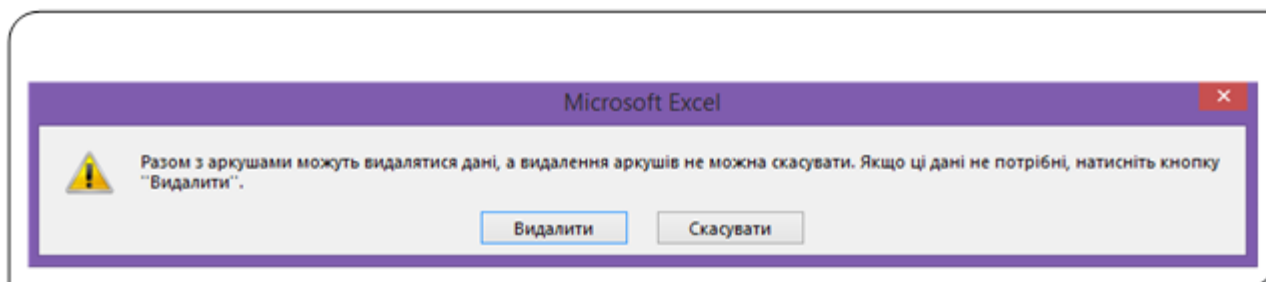 Microsoft Excel
Разом з аркушами можуть видалятися дані, а видалення аркушів не можна скасувати. Якщо ці дані не потрібні, натисніть кнопку
¨Видалити¨.
Видалити Скасувати